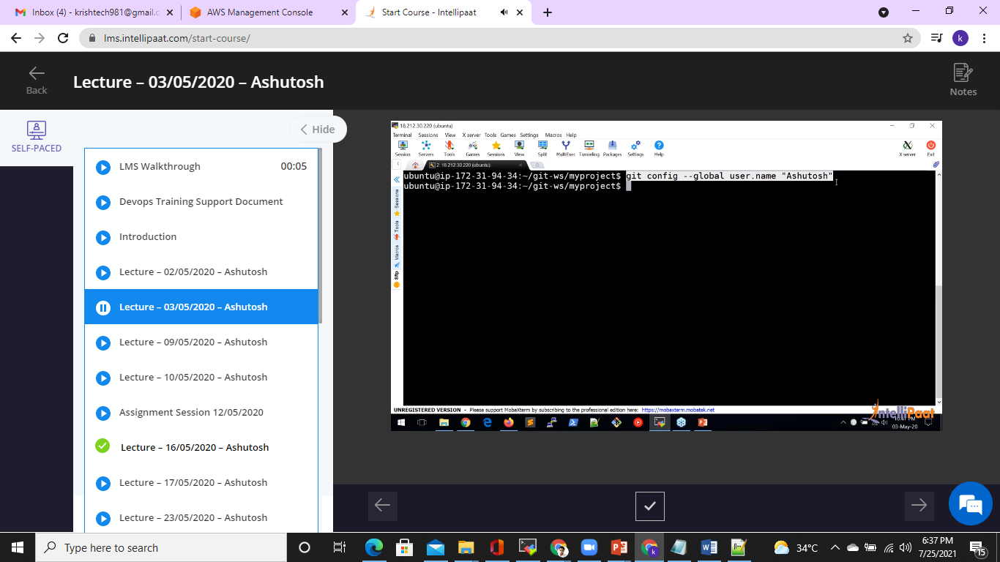 Inbox (4) - krishtech981@gmail.c
AWS Management Console
Start Course - Intellipaat
lms.intellipaat.com/start-course/
k
Back
Lecture – 03/05/2020 – Ashutosh
Notes
SELF-PACED
Hide
LMS Walkthrough 00:05
Devops Training Support Document
Introduction
Lecture – 02/05/2020 – Ashutosh
Lecture – 03/05/2020 – Ashutosh
Lecture – 09/05/2020 – Ashutosh
Lecture – 10/05/2020 – Ashutosh
Assignment Session 12/05/2020
Lecture – 16/05/2020 – Ashutosh
Lecture – 17/05/2020 – Ashutosh
Lecture – 23/05/2020 – Ashutosh
18.212.30.220 (ubuntu)
Terminal Sessions View X server Tools Games Settings Macros Help
Session Servers Tools Games Sessions View Split MultiExec Tunneling Packages Settings Help X server Exit
2. 18.212.30.220 (ubuntu)
Sessions
Tools
Macros
Sftp
ubuntu@ip-172-31-94-34:~/git-ws/myproject$ git config --global user.name "Ashutosh"
ubuntu@ip-172-31-94-34:~/git-ws/myproject$
UNREGISTERED VERSION - Please support MobaXterm by subscribing to the professional edition here: https://mobaxterm.mobatek.net
IntelliPaat
03-May-20
Type here to search
34°C
6:37 PM
7/25/2021
15